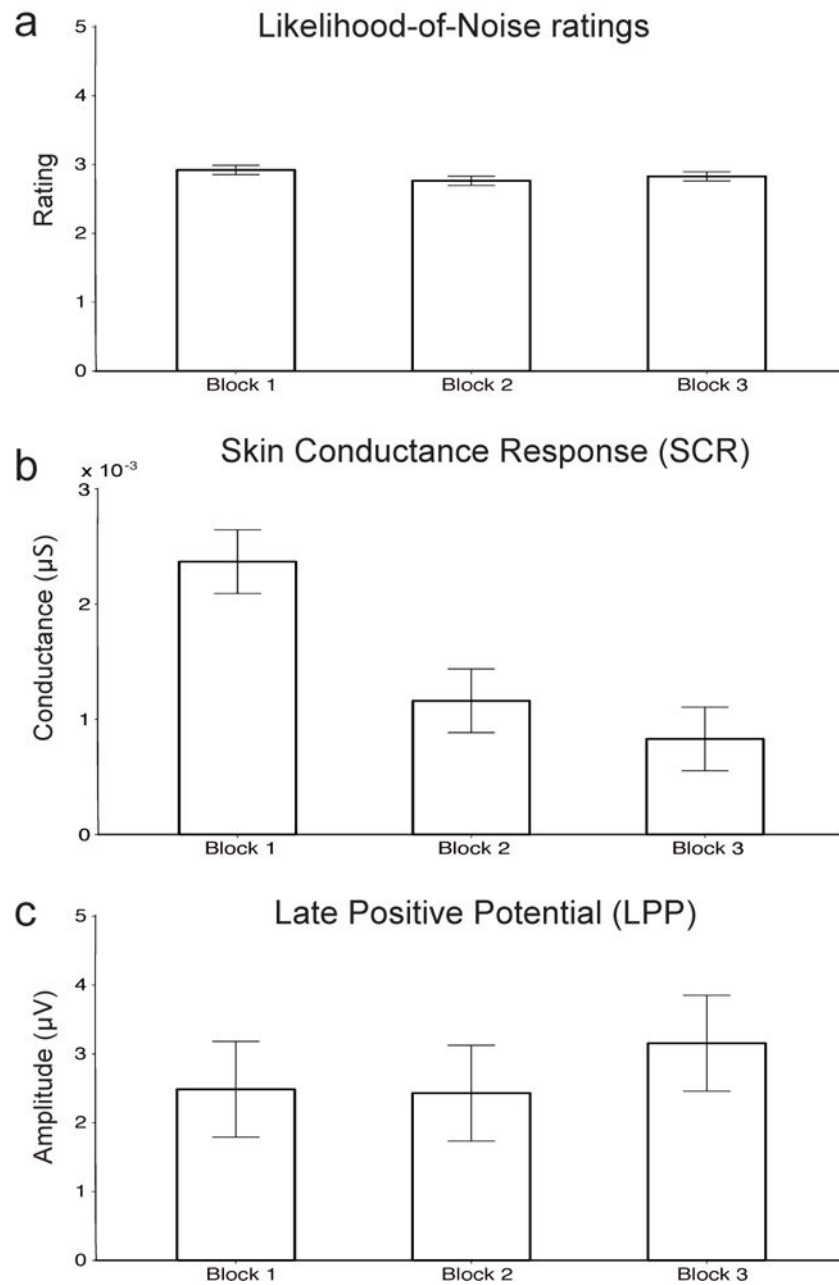 a
Likelihood-of-Noise ratings
5
4
3
2
1
0
Rating
Block 1 Block 2 Block 3
b
Skin Conductance Response (SCR)
x 10⁻³
3
2
1
0
Conductance (µS)
Block 1 Block 2 Block 3
c
Late Positive Potential (LPP)
5
4
3
2
1
0
Amplitude (µV)
Block 1 Block 2 Block 3